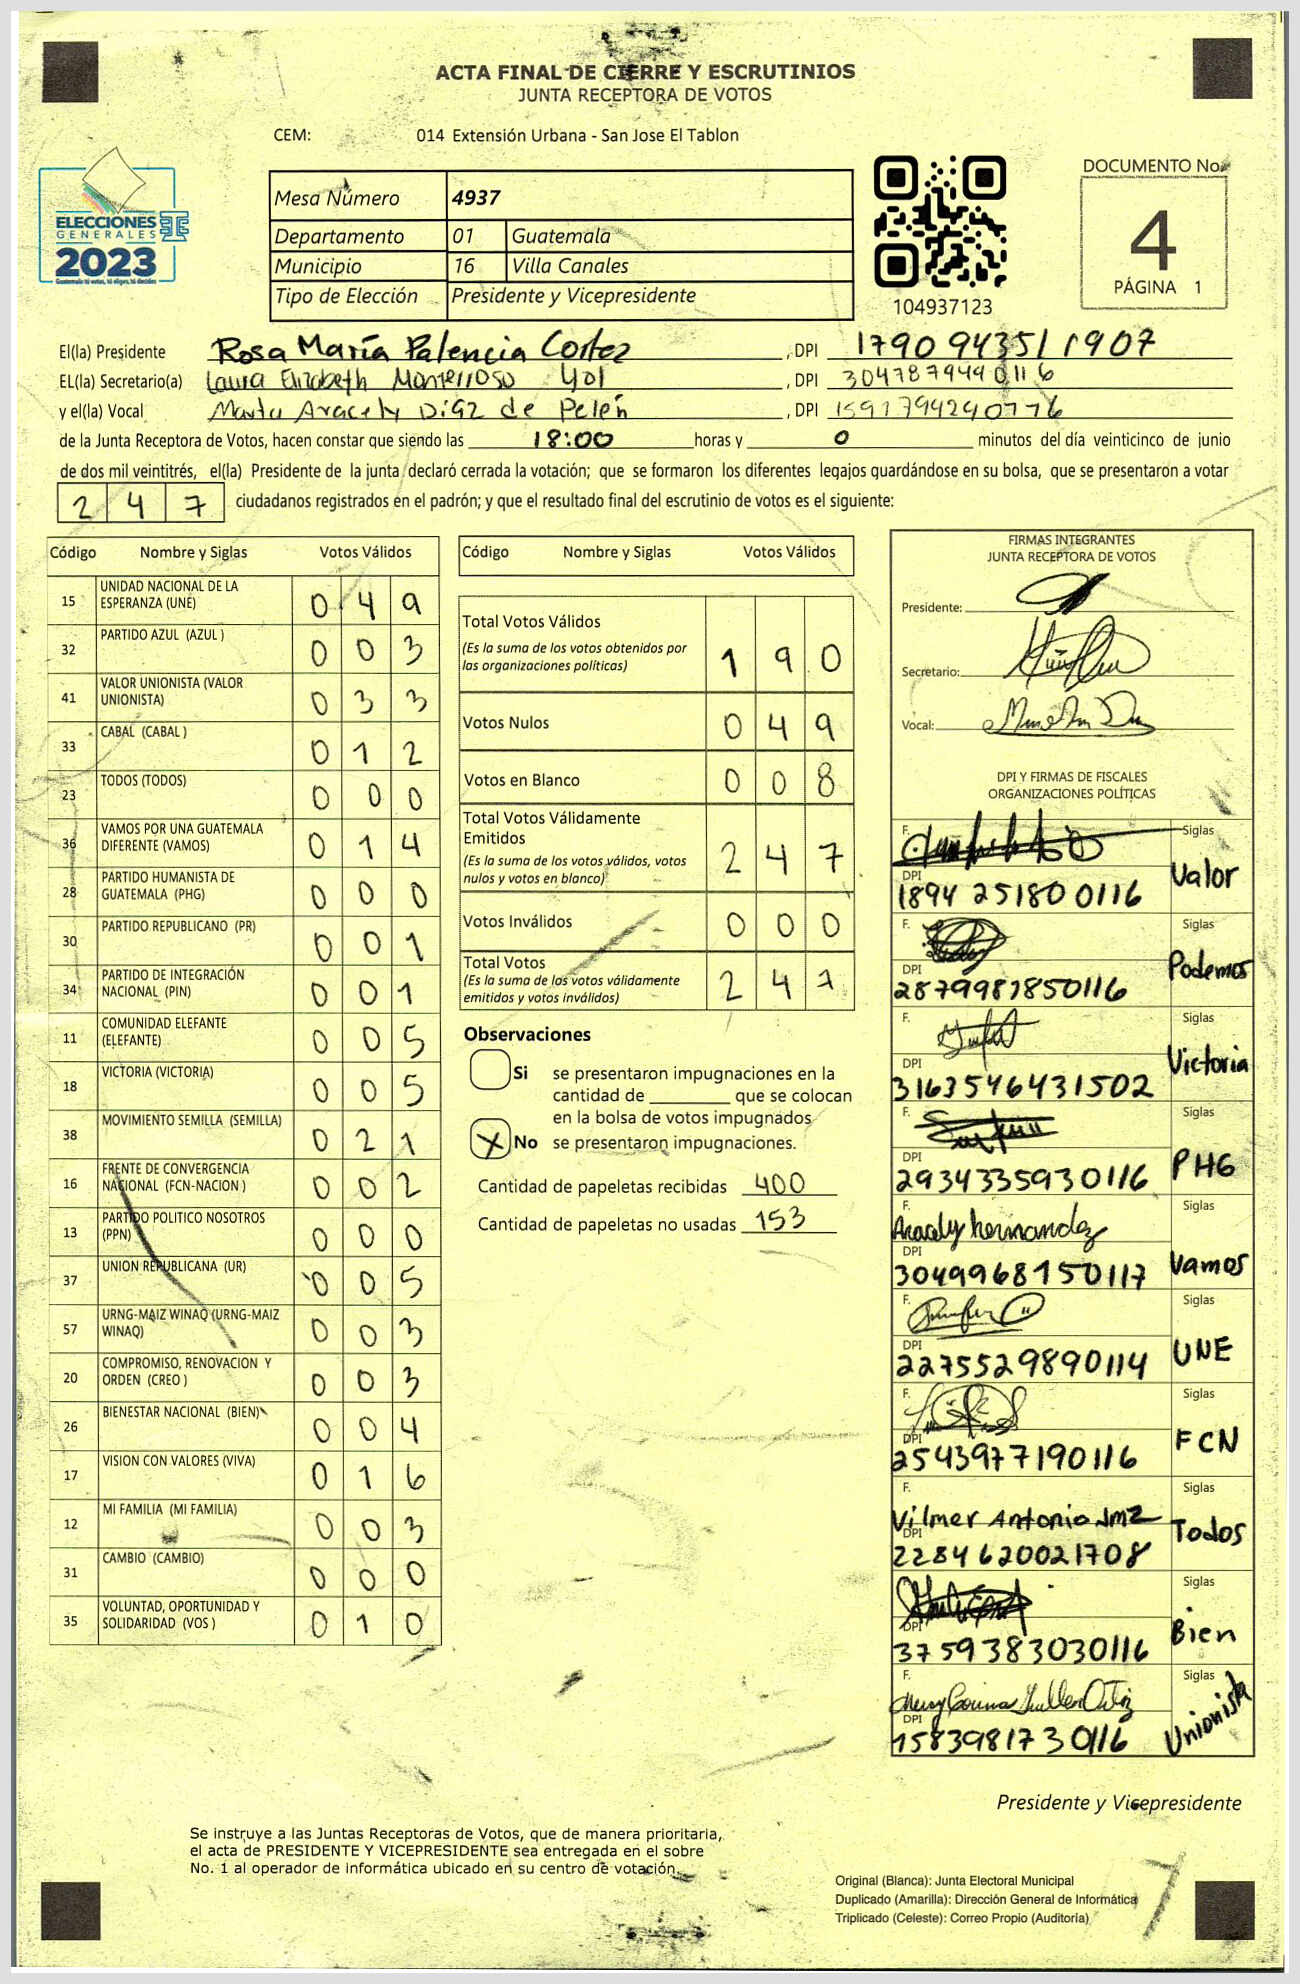 ACTA FINAL DE CIERRE Y ESCRUTINIOS
JUNTA RECEPTORA DE VOTOS
CEM: 014 Extensión Urbana - San Jose El Tablon
ELECCIONES
GENERALES
2023
Guatemala tú votas, tú eliges, tú decides
Mesa Número 4937
Departamento 01 Guatemala
Municipio 16 Villa Canales
Tipo de Elección Presidente y Vicepresidente
104937123
DOCUMENTO No.
4
PÁGINA 1
El(la) Presidente Rosa María Palencia Cortez , DPI 1790 94351 1907
EL(la) Secretario(a) Laura Elizabeth Monterroso Yol , DPI 3047879490116
y el(la) Vocal Marta Aracely Díaz de Pelén , DPI 1591794290776
de la Junta Receptora de Votos, hacen constar que siendo las 18:00 horas y 0 minutos del día veinticinco de junio
de dos mil veintitrés, el(la) Presidente de la junta declaró cerrada la votación; que se formaron los diferentes legajos quardándose en su bolsa, que se presentaron a votar
2 4 7 ciudadanos registrados en el padrón; y que el resultado final del escrutinio de votos es el siguiente:
Código Nombre y Siglas Votos Válidos
15 UNIDAD NACIONAL DE LA ESPERANZA (UNE) 0 4 9
32 PARTIDO AZUL (AZUL ) 0 0 3
41 VALOR UNIONISTA (VALOR UNIONISTA) 0 3 3
33 CABAL (CABAL ) 0 1 2
23 TODOS (TODOS) 0 0 0
36 VAMOS POR UNA GUATEMALA DIFERENTE (VAMOS) 0 1 4
28 PARTIDO HUMANISTA DE GUATEMALA (PHG) 0 0 0
30 PARTIDO REPUBLICANO (PR) 0 0 1
34 PARTIDO DE INTEGRACIÓN NACIONAL (PIN) 0 0 1
11 COMUNIDAD ELEFANTE (ELEFANTE) 0 0 5
18 VICTORIA (VICTORIA) 0 0 5
38 MOVIMIENTO SEMILLA (SEMILLA) 0 2 1
16 FRENTE DE CONVERGENCIA NACIONAL (FCN-NACION ) 0 0 2
13 PARTIDO POLITICO NOSOTROS (PPN) 0 0 0
37 UNION REPUBLICANA (UR) 0 0 5
57 URNG-MAIZ WINAQ (URNG-MAIZ WINAQ) 0 0 3
20 COMPROMISO, RENOVACION Y ORDEN (CREO ) 0 0 3
26 BIENESTAR NACIONAL (BIEN) 0 0 4
17 VISION CON VALORES (VIVA) 0 1 6
12 MI FAMILIA (MI FAMILIA) 0 0 3
31 CAMBIO (CAMBIO) 0 0 0
35 VOLUNTAD, OPORTUNIDAD Y SOLIDARIDAD (VOS ) 0 1 0
Código Nombre y Siglas Votos Válidos
Total Votos Válidos
(Es la suma de los votos obtenidos por
las organizaciones políticas) 1 9 0
Votos Nulos 0 4 9
Votos en Blanco 0 0 8
Total Votos Válidamente
Emitidos
(Es la suma de los votos válidos, votos
nulos y votos en blanco) 2 4 7
Votos Inválidos 0 0 0
Total Votos
(Es la suma de los votos válidamente
emitidos y votos inválidos) 2 4 7
Observaciones
Si se presentaron impugnaciones en la
cantidad de ________ que se colocan
en la bolsa de votos impugnados
X No se presentaron impugnaciones.
Cantidad de papeletas recibidas 400
Cantidad de papeletas no usadas 153
FIRMAS INTEGRANTES
JUNTA RECEPTORA DE VOTOS
Presidente:
Secretario:
Vocal:
DPI Y FIRMAS DE FISCALES
ORGANIZACIONES POLÍTICAS
F. Siglas
DPI Valor
1894 251800116
F. Siglas
DPI Podemos
2879981850116
F. Siglas
DPI Victoria
3163546431502
F. Siglas
DPI PHG
2934335930116
F. Siglas
Aracely hernandez
DPI Vamos
3049968150117
F. Siglas
DPI UNE
2275529890114
F. Siglas
DPI FCN
2543977190116
F. Siglas
Vilmer Antonio Jmz
DPI Todos
2284620021708
F. Siglas
DPI Bien
3759383030116
F. Siglas
DPI Unionista
1583981730116
Presidente y Vicepresidente
Se instruye a las Juntas Receptoras de Votos, que de manera prioritaria,
el acta de PRESIDENTE Y VICEPRESIDENTE sea entregada en el sobre
No. 1 al operador de informática ubicado en su centro de votación.
Original (Blanca): Junta Electoral Municipal
Duplicado (Amarilla): Dirección General de Informática
Triplicado (Celeste): Correo Propio (Auditoría)